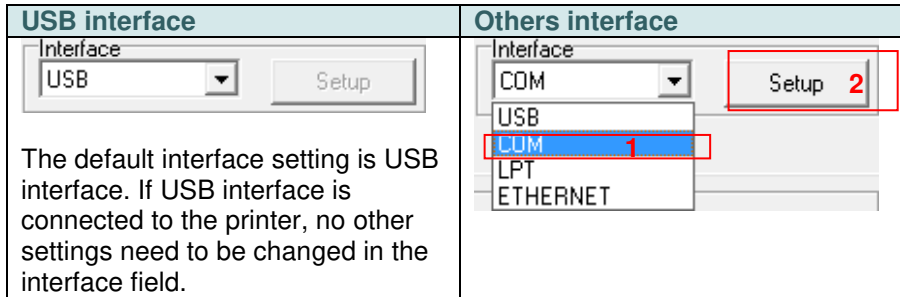 USB interface
Interface
USB
Setup
The default interface setting is USB
interface. If USB interface is
connected to the printer, no other
settings need to be changed in the
interface field.
Others interface
Interface
COM
Setup 2
USB
COM 1
LPT
ETHERNET